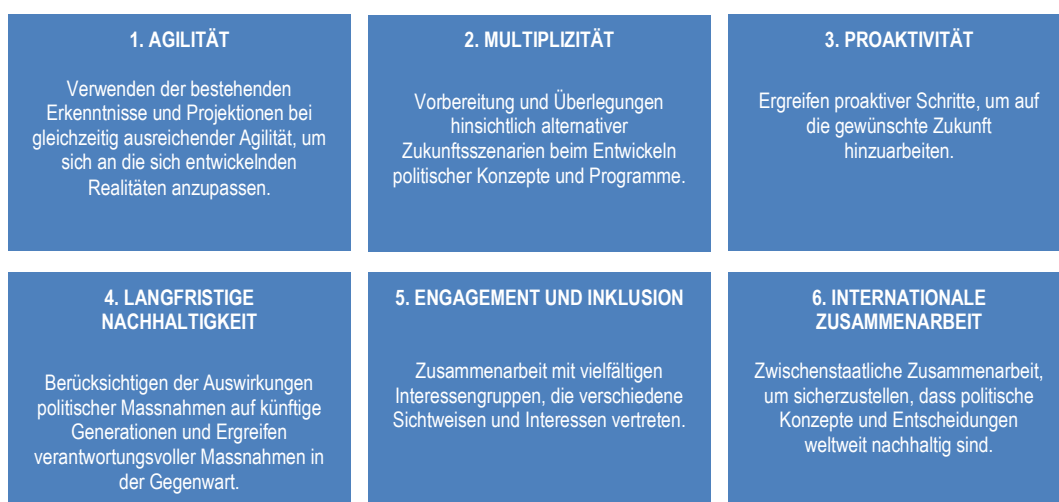 1. AGILITÄT
Verwenden der bestehenden
Erkenntnisse und Projektionen bei
gleichzeitig ausreichender Agilität, um
sich an die sich entwickelnden
Realitäten anzupassen.
2. MULTIPLIZITÄT
Vorbereitung und Überlegungen
hinsichtlich alternativer
Zukunftsszenarien beim Entwickeln
politischer Konzepte und Programme.
3. PROAKTIVITÄT
Ergreifen proaktiver Schritte, um auf
die gewünschte Zukunft
hinzuarbeiten.
4. LANGFRISTIGE
NACHHALTIGKEIT
Berücksichtigen der Auswirkungen
politischer Massnahmen auf künftige
Generationen und Ergreifen
verantwortungsvoller Massnahmen in
der Gegenwart.
5. ENGAGEMENT UND INKLUSION
Zusammenarbeit mit vielfältigen
Interessengruppen, die verschiedene
Sichtweisen und Interessen vertreten.
6. INTERNATIONALE
ZUSAMMENARBEIT
Zwischenstaatliche Zusammenarbeit,
um sicherzustellen, dass politische
Konzepte und Entscheidungen
weltweit nachhaltig sind.